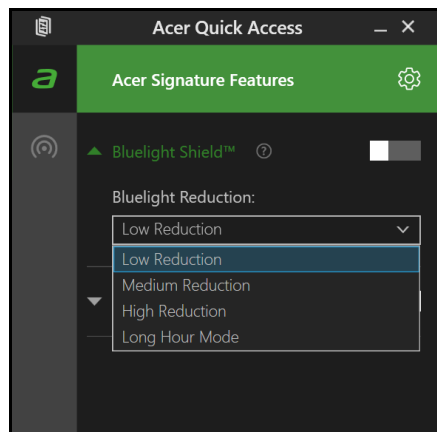 Acer Quick Access
Acer Signature Features
Bluelight Shield™ ?
Bluelight Reduction:
Low Reduction
Low Reduction
Medium Reduction
High Reduction
Long Hour Mode